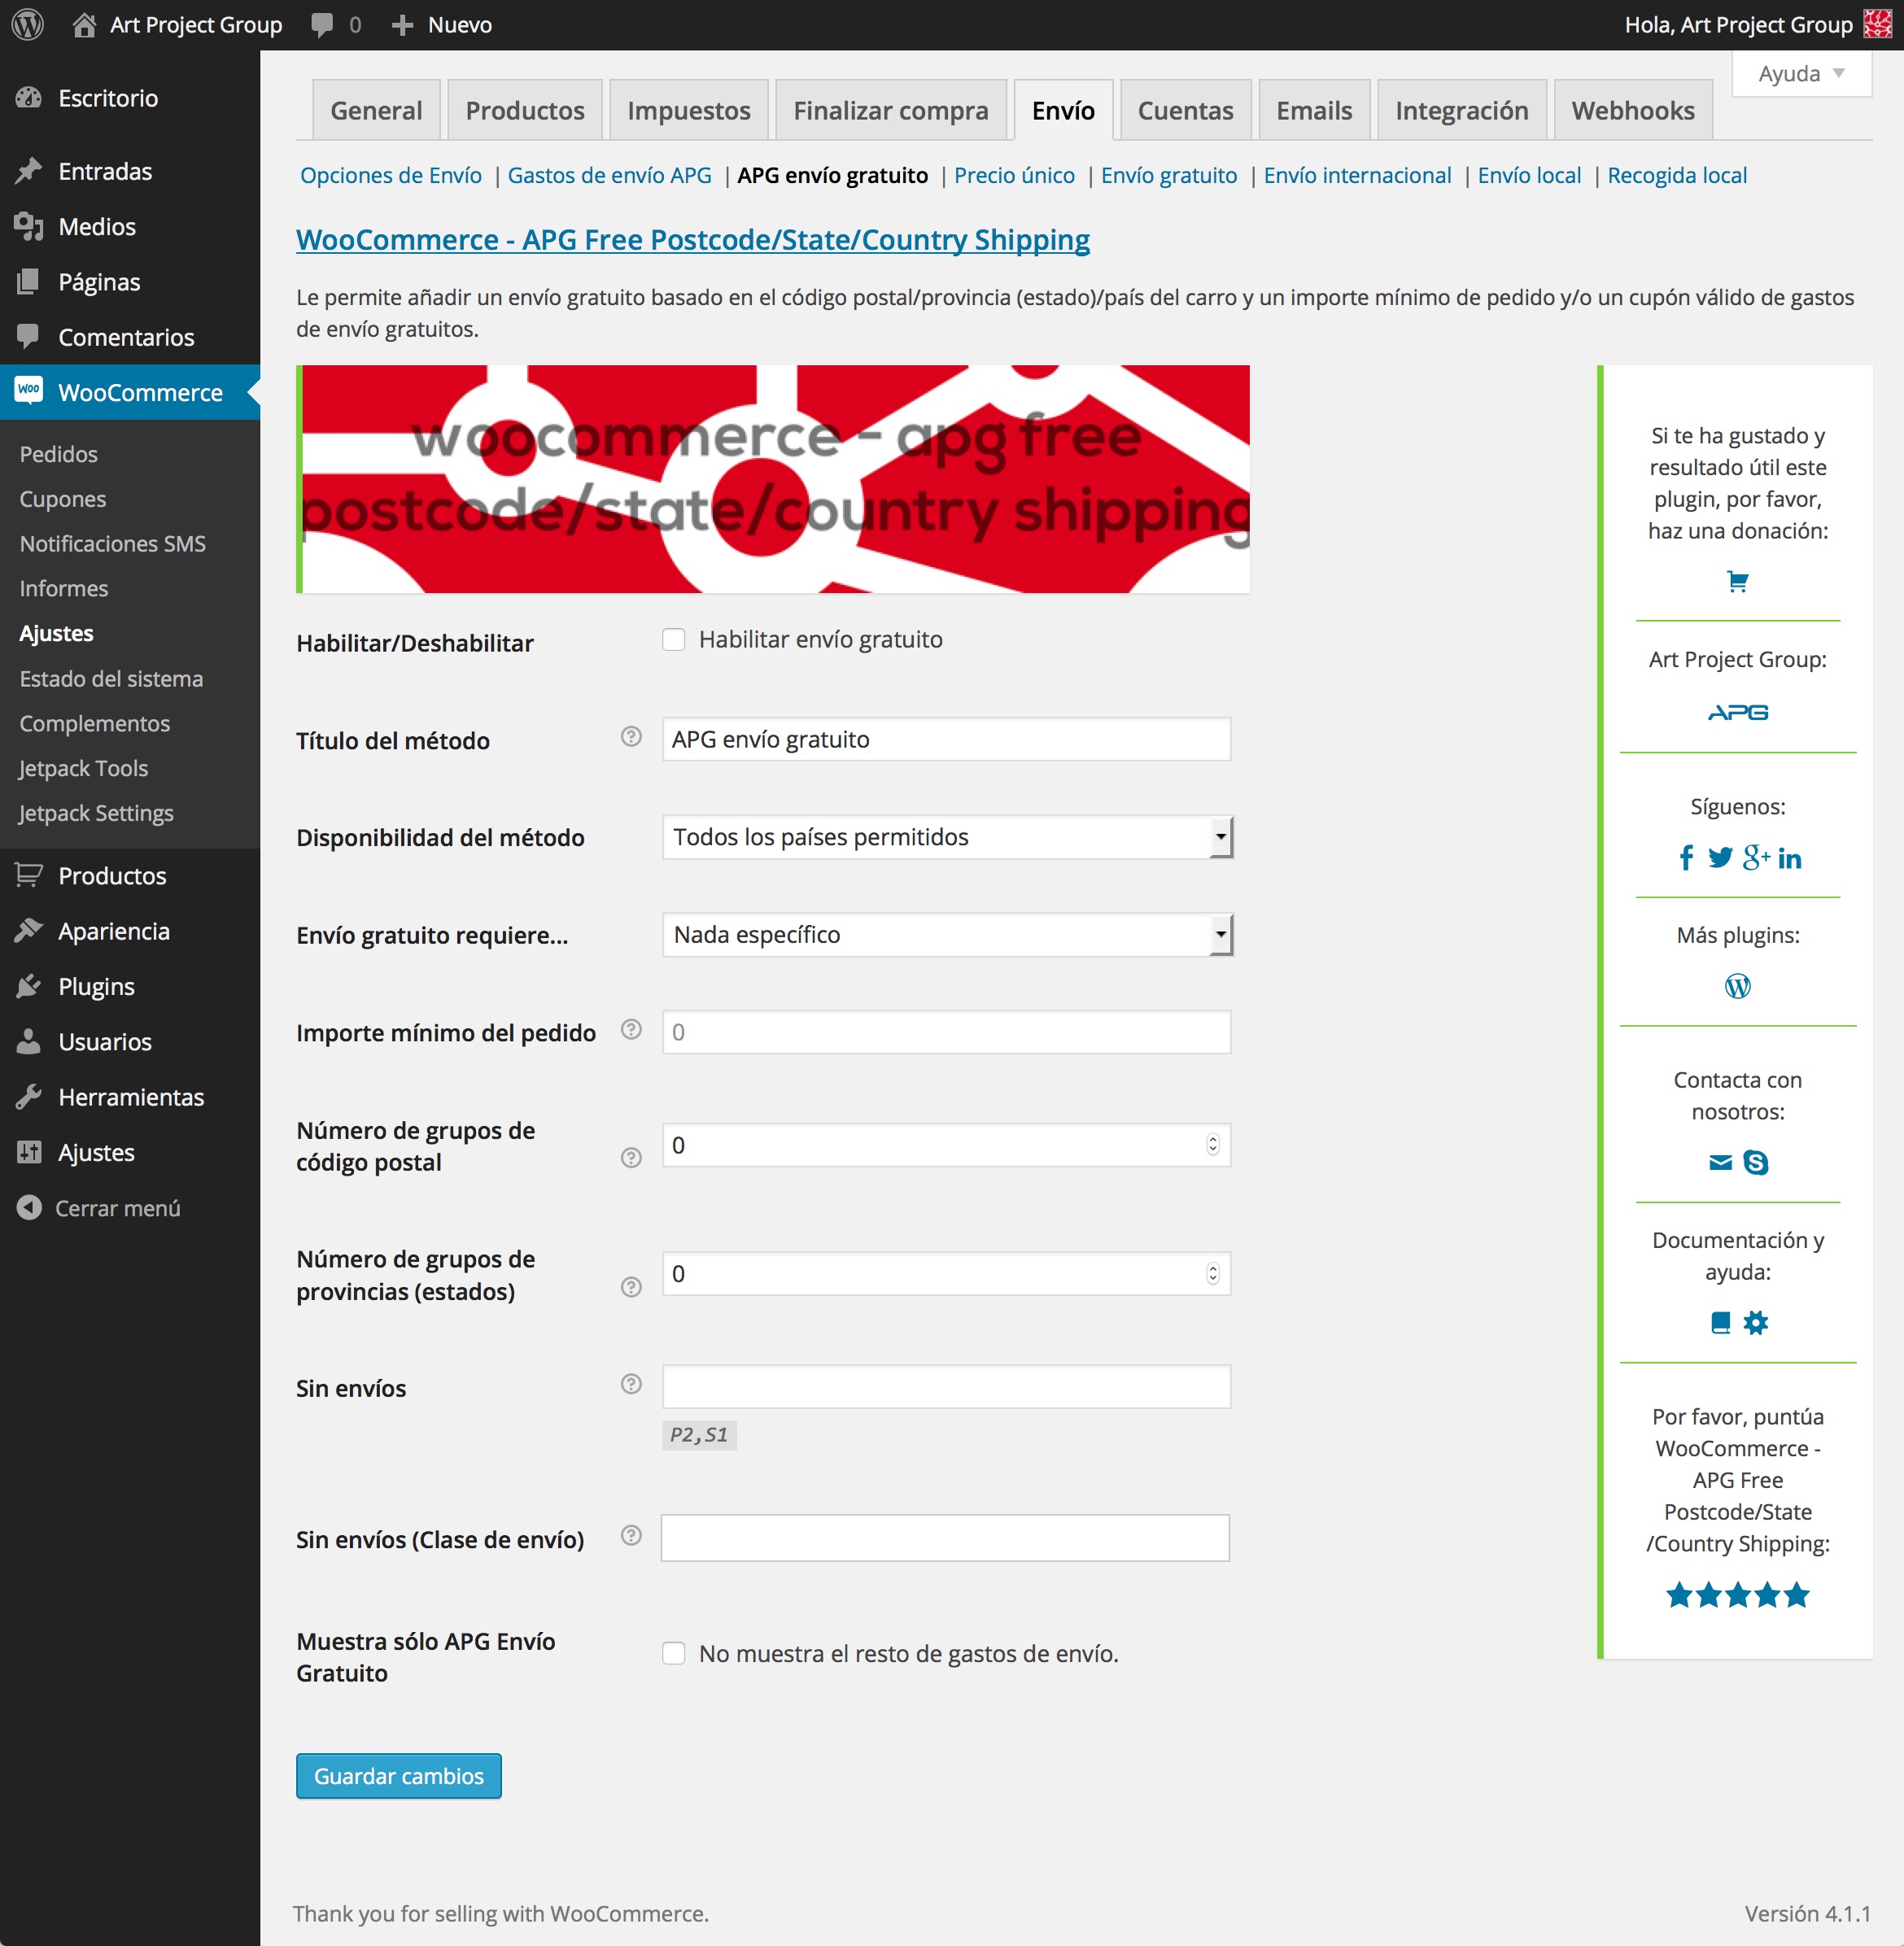 Art Project Group 0 Nuevo Hola, Art Project Group
Ayuda
Escritorio
Entradas
Medios
Páginas
Comentarios
WOO WooCommerce
Pedidos
Cupones
Notificaciones SMS
Informes
Ajustes
Estado del sistema
Complementos
Jetpack Tools
Jetpack Settings
Productos
Apariencia
Plugins
Usuarios
Herramientas
Ajustes
Cerrar menú
General Productos Impuestos Finalizar compra Envío Cuentas Emails Integración Webhooks
Opciones de Envío | Gastos de envío APG | APG envío gratuito | Precio único | Envío gratuito | Envío internacional | Envío local | Recogida local
WooCommerce - APG Free Postcode/State/Country Shipping
Le permite añadir un envío gratuito basado en el código postal/provincia (estado)/país del carro y un importe mínimo de pedido y/o un cupón válido de gastos
de envío gratuitos.
woocommerce - apg free
postcode/state/country shipping
Habilitar/Deshabilitar Habilitar envío gratuito
Título del método ? APG envío gratuito
Disponibilidad del método Todos los países permitidos
Envío gratuito requiere... Nada específico
Importe mínimo del pedido ? 0
Número de grupos de
código postal ? 0
Número de grupos de
provincias (estados) ? 0
Sin envíos ?
P2,S1
Sin envíos (Clase de envío) ?
Muestra sólo APG Envío
Gratuito No muestra el resto de gastos de envío.
Guardar cambios
Si te ha gustado y
resultado útil este
plugin, por favor,
haz una donación:
Art Project Group:
APG
Síguenos:
f g+ in
Más plugins:
Contacta con
nosotros:
Documentación y
ayuda:
Por favor, puntúa
WooCommerce -
APG Free
Postcode/State
/Country Shipping:
Thank you for selling with WooCommerce. Versión 4.1.1